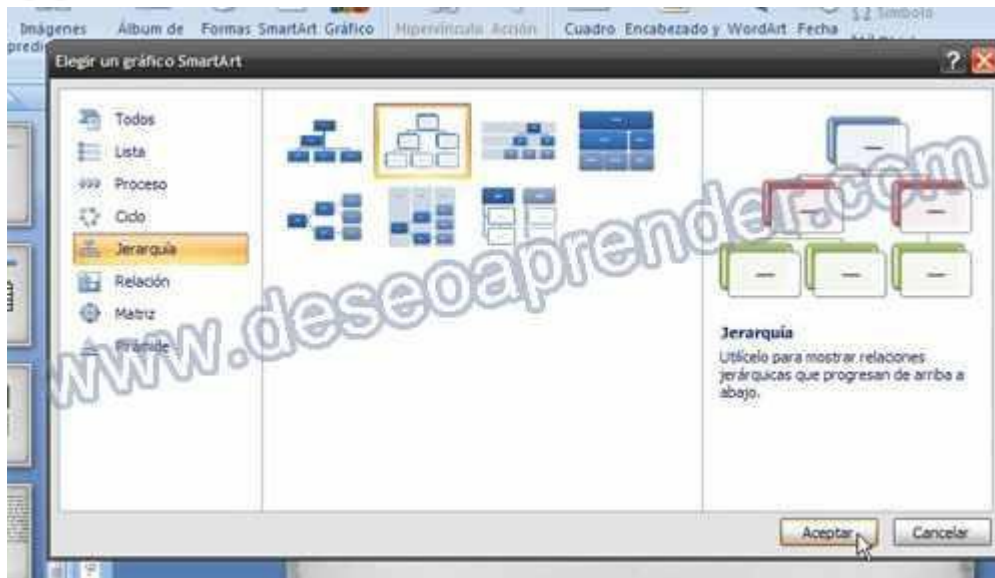 Imágenes Álbum de Formas SmartArt Gráfico Hipervínculo Acción Cuadro Encabezado y WordArt Fecha Símbolo
predi
Elegir un gráfico SmartArt
Todos
Lista
Proceso
Ciclo
Jerarquía
Relación
Matriz
Pirámide
Jerarquía
Utilícelo para mostrar relaciones
jerárquicas que progresan de arriba a
abajo.
Aceptar Cancelar
www.deseoaprender.com